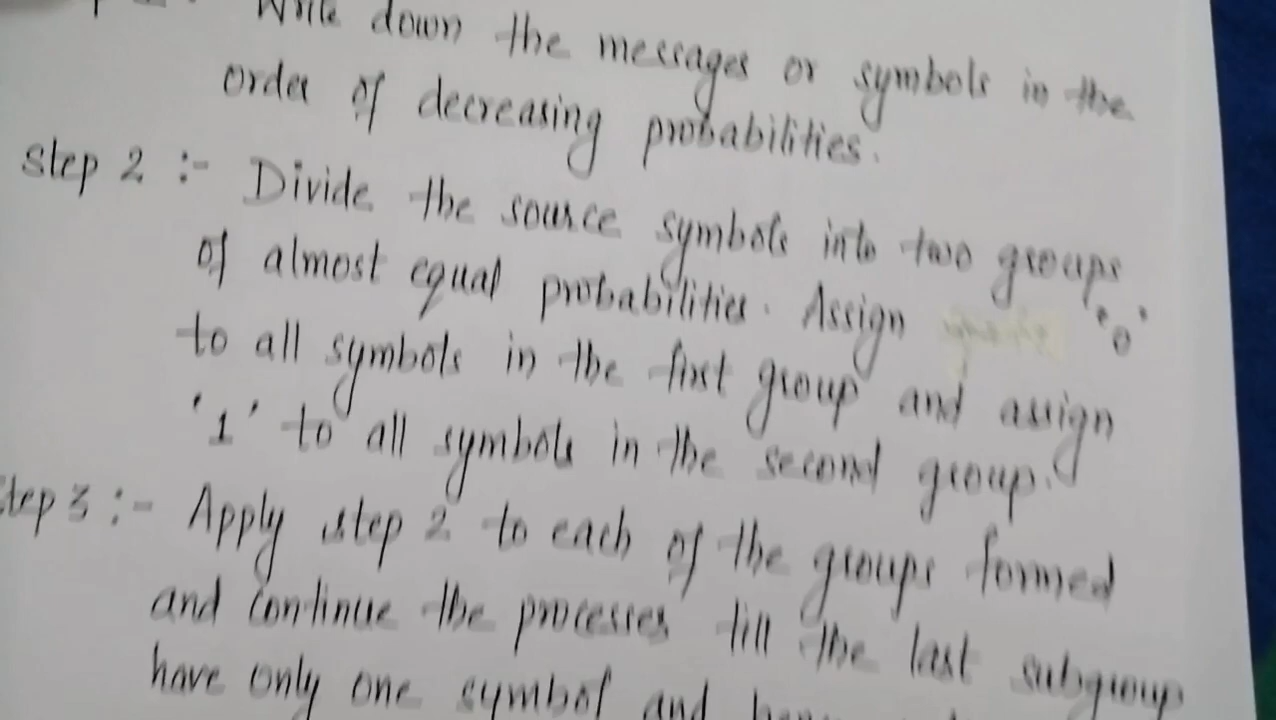 Write down the messages or symbols in the
order of decreasing probabilities.
step 2 :- Divide the source symbols into two groups
of almost equal probabilities. Assign '0'
to all symbols in the first group and assign
'1' to all symbols in the second group.
step 3 :- Apply step 2 to each of the groups formed
and continue the processes till the last subgroup
have only one symbol and